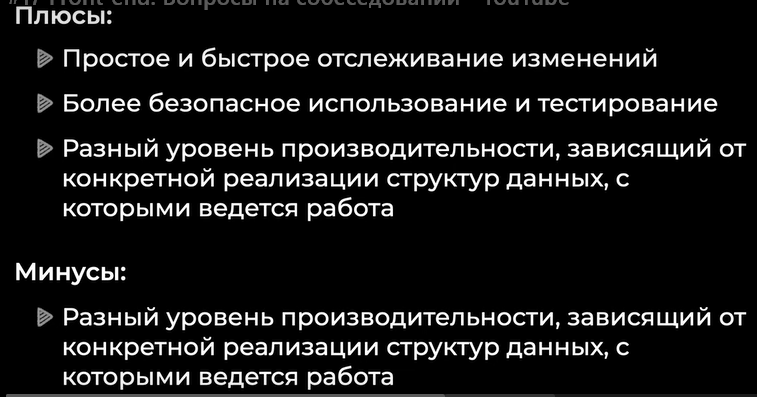 #17 Front-end. Вопросы на собеседовании - YouTube
Плюсы:
Простое и быстрое отслеживание изменений
Более безопасное использование и тестирование
Разный уровень производительности, зависящий от
конкретной реализации структур данных, с
которыми ведется работа
Минусы:
Разный уровень производительности, зависящий от
конкретной реализации структур данных, с
которыми ведется работа